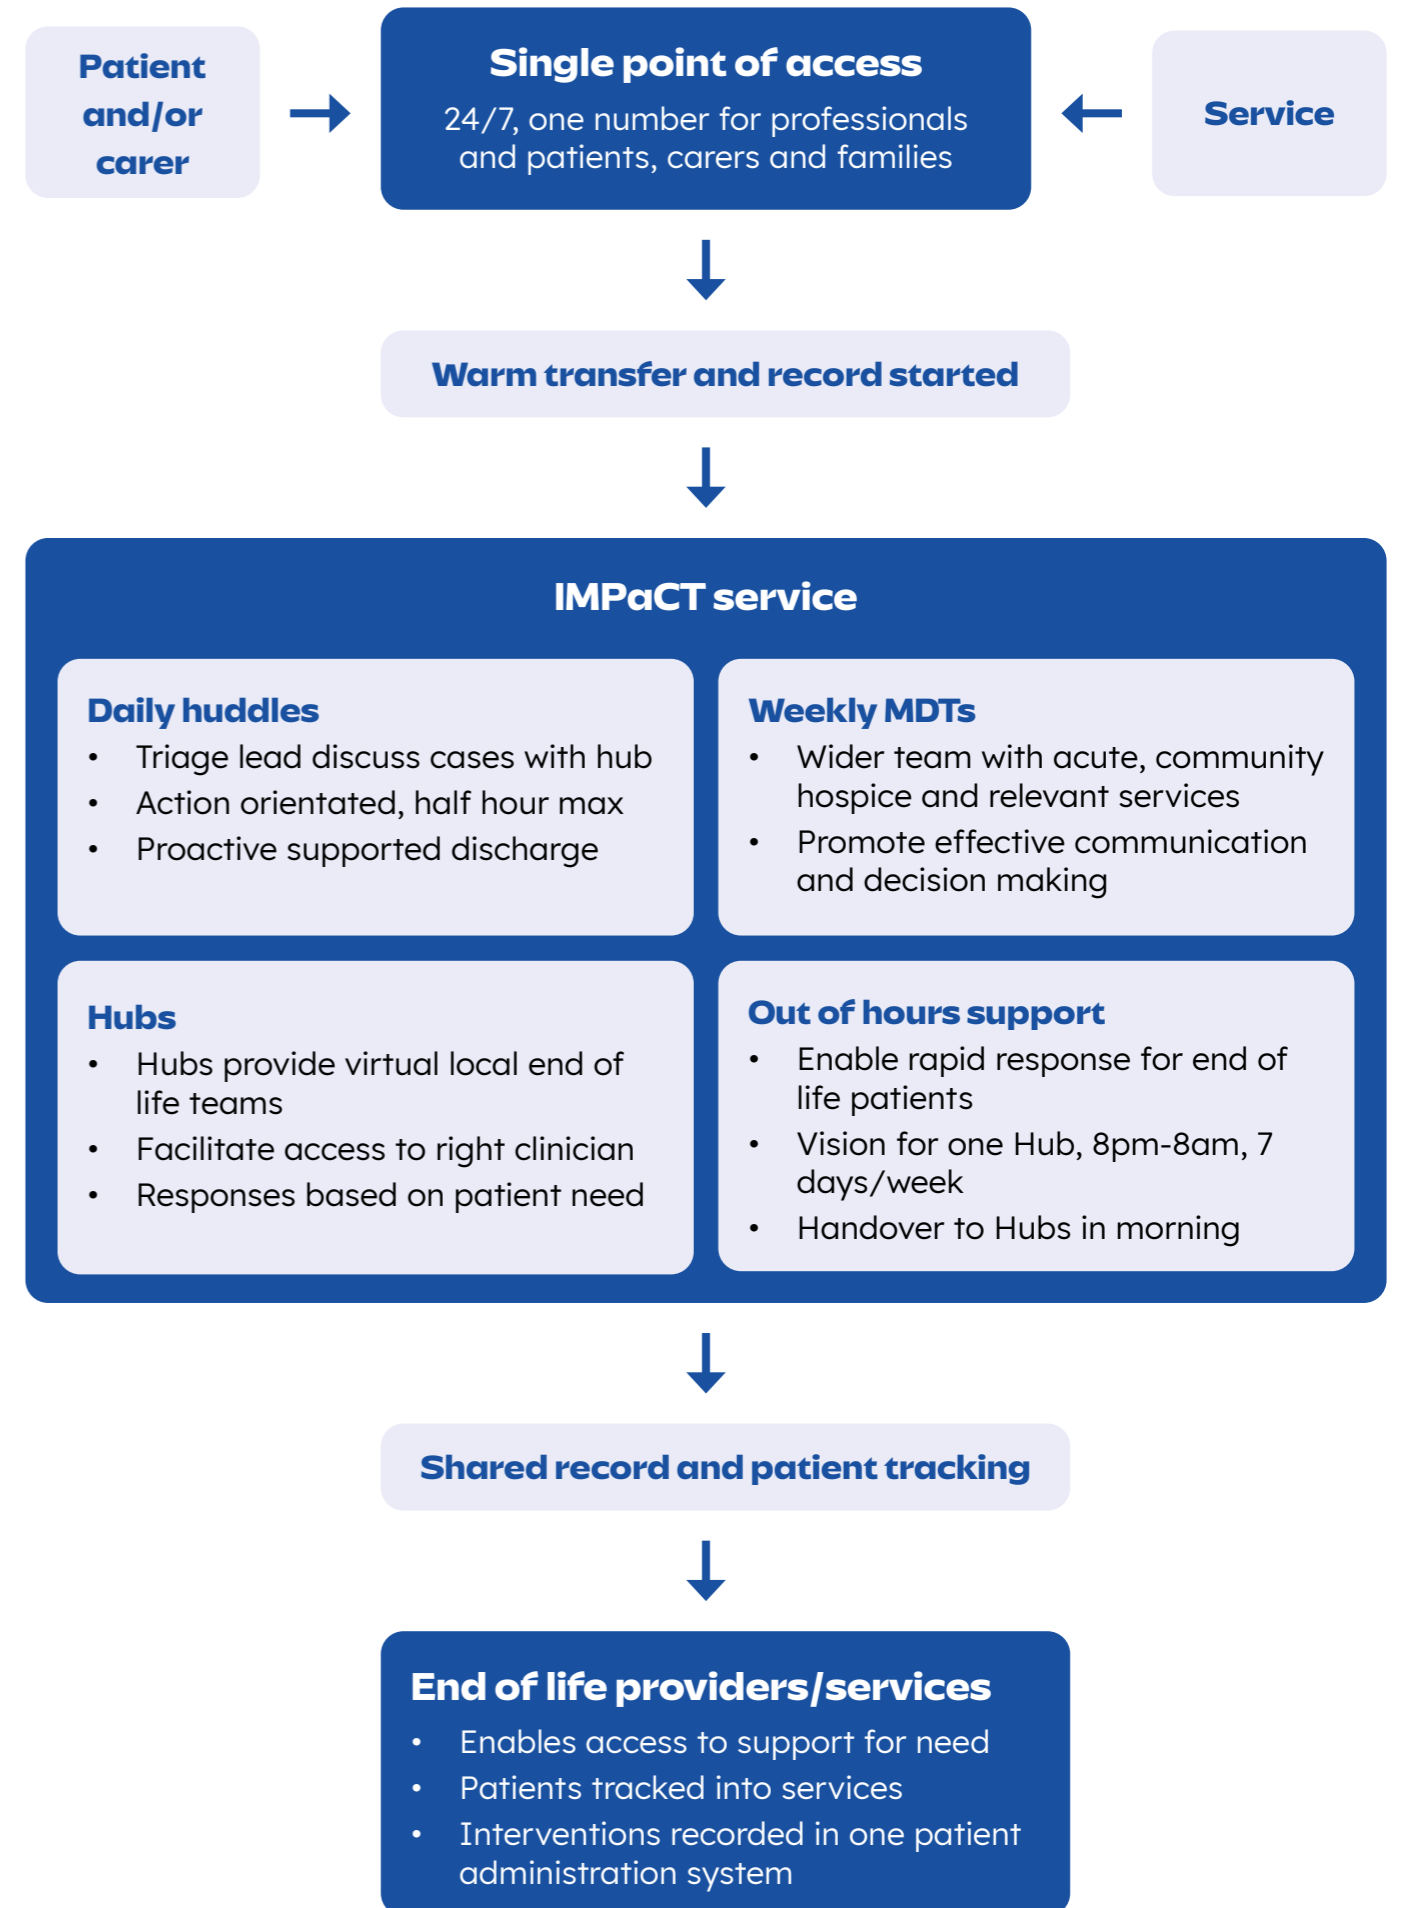 Patient
and/or
carer
Single point of access
24/7, one number for professionals
and patients, carers and families
Service
Warm transfer and record started
IMPaCT service
Daily huddles
• Triage lead discuss cases with hub
• Action orientated, half hour max
• Proactive supported discharge
Weekly MDTs
• Wider team with acute, community
hospice and relevant services
• Promote effective communication
and decision making
Hubs
• Hubs provide virtual local end of
life teams
• Facilitate access to right clinician
• Responses based on patient need
Out of hours support
• Enable rapid response for end of
life patients
• Vision for one Hub, 8pm-8am, 7
days/week
• Handover to Hubs in morning
Shared record and patient tracking
End of life providers/services
• Enables access to support for need
• Patients tracked into services
• Interventions recorded in one patient
administration system